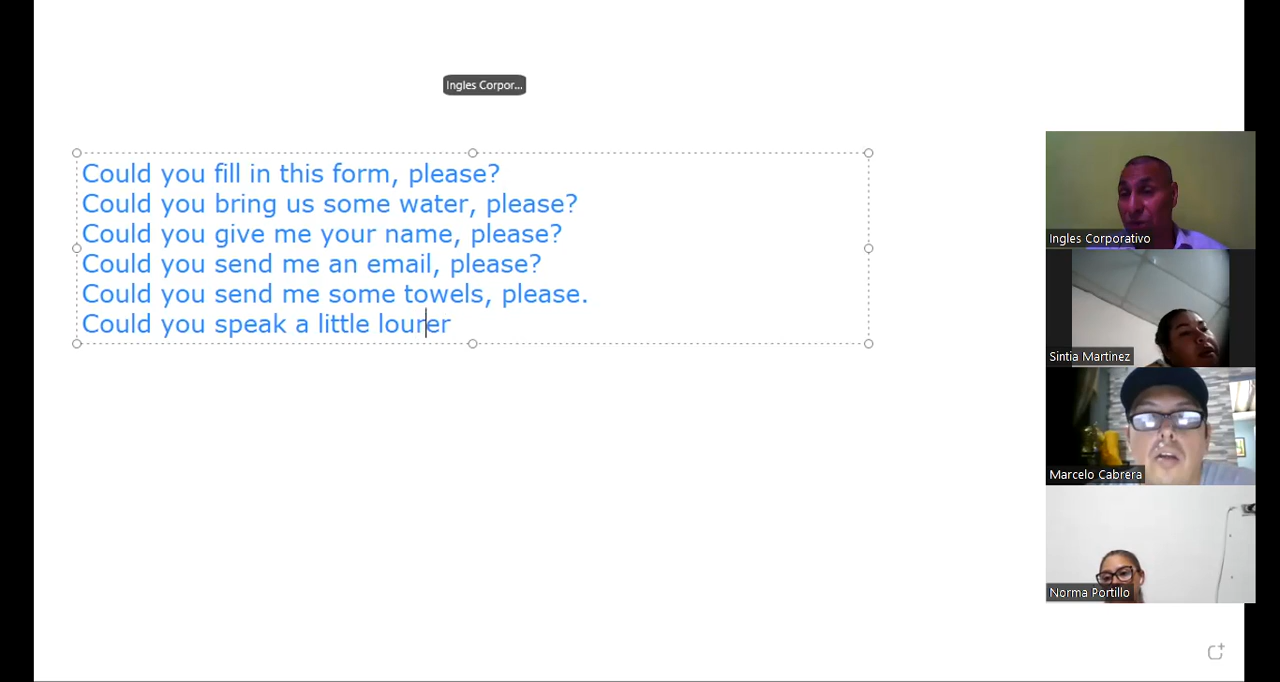 Ingles Corpor...
Could you fill in this form, please?
Could you bring us some water, please?
Could you give me your name, please?
Could you send me an email, please?
Could you send me some towels, please.
Could you speak a little lourer
Ingles Corporativo
Sintia Martinez
Marcelo Cabrera
Norma Portillo